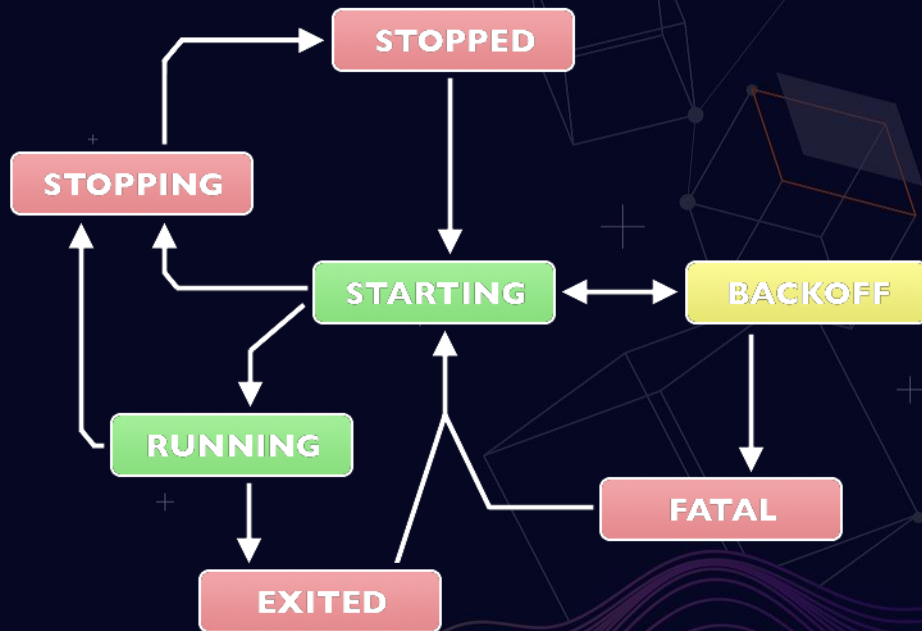 STOPPED
STOPPING
STARTING
BACKOFF
RUNNING
FATAL
EXITED